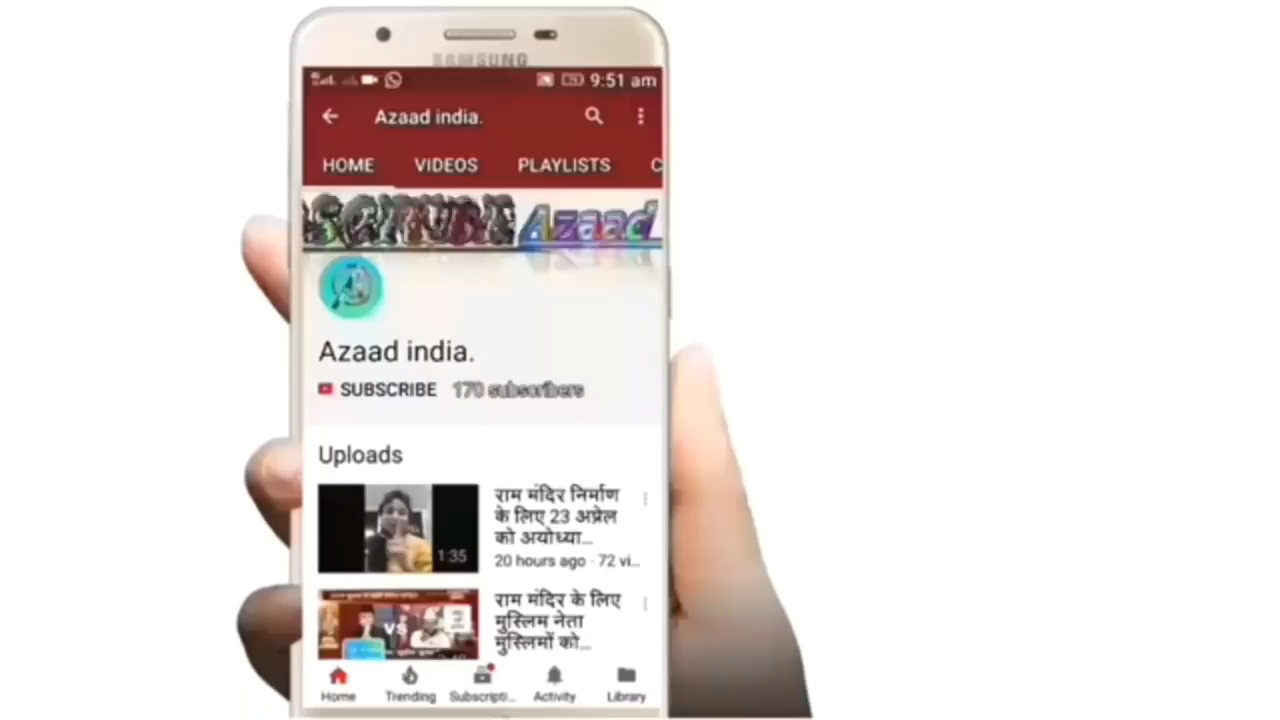 SAMSUNG
9:51 am
Azaad india.
HOME VIDEOS PLAYLISTS C
Azaad
Azaad india.
SUBSCRIBE 170 subscribers
Uploads
राम मंदिर निर्माण
के लिए 23 अप्रेल
को अयोध्या...
1:35
20 hours ago · 72 vi...
राम मंदिर के लिए
मुस्लिम नेता
मुस्लिमों को...
VS
Home Trending Subscripti... Activity Library